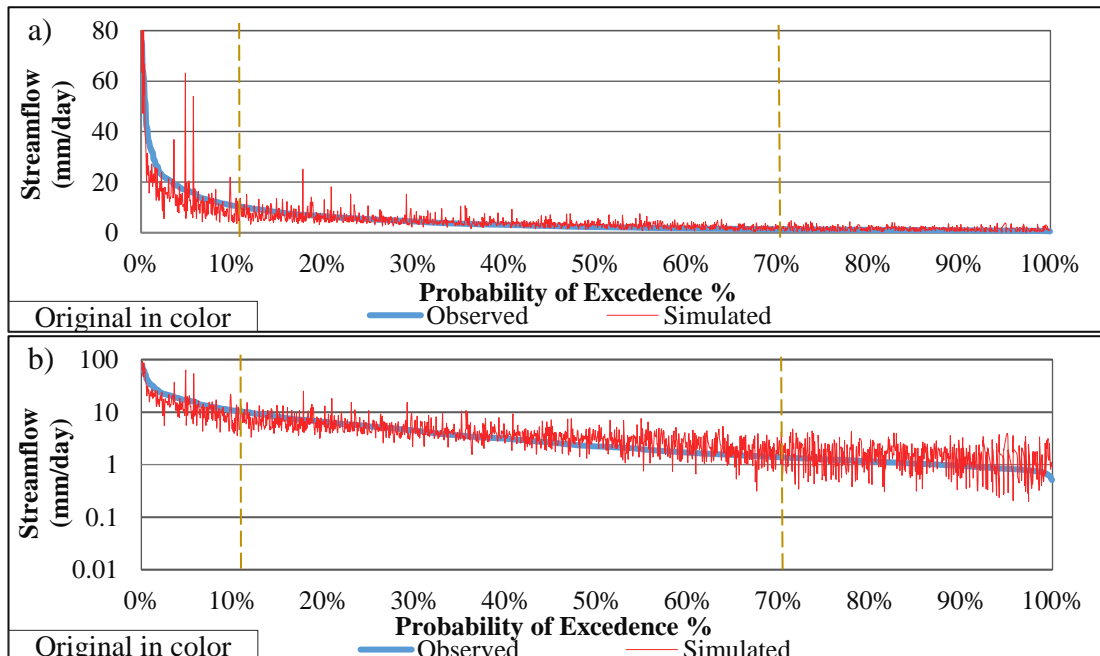 a)
Streamflow
(mm/day)
80
60
40
20
0
0% 10% 20% 30% 40% 50% 60% 70% 80% 90% 100%
Probability of Excedence %
Original in color
Observed Simulated
b)
Streamflow
(mm/day)
100
10
1
0.1
0.01
0% 10% 20% 30% 40% 50% 60% 70% 80% 90% 100%
Probability of Excedence %
Original in color
Observed Simulated